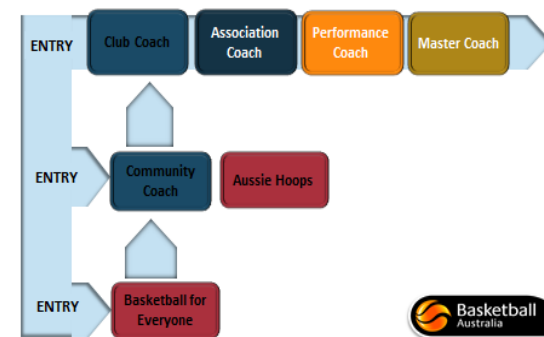 ENTRY
Club Coach
Association
Coach
Performance
Coach
Master Coach
ENTRY
Community
Coach
Aussie Hoops
ENTRY
Basketball for
Everyone
Basketball
Australia